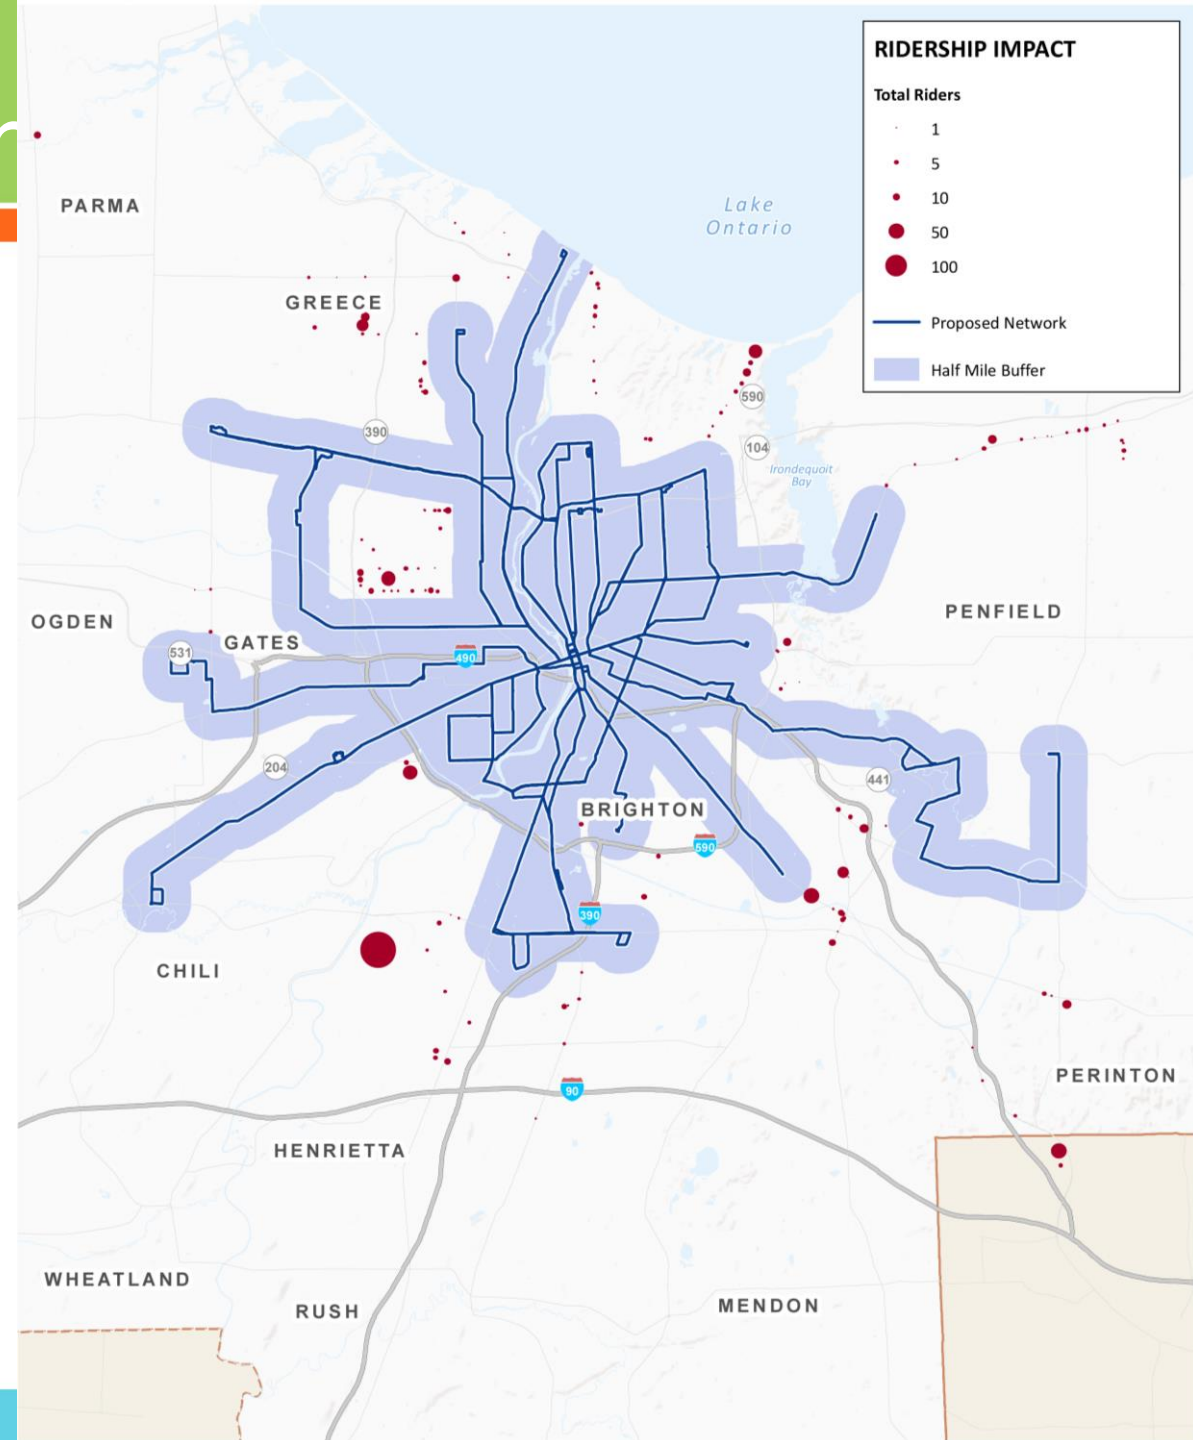 RIDERSHIP IMPACT
Total Riders
1
5
10
50
100
Proposed Network
Half Mile Buffer
PARMA
Lake
Ontario
GREECE
590
390
104
Irondequoit
Bay
OGDEN
PENFIELD
GATES
531
490
204
441
BRIGHTON
590
390
CHILI
PERINTON
90
HENRIETTA
WHEATLAND
RUSH
MENDON